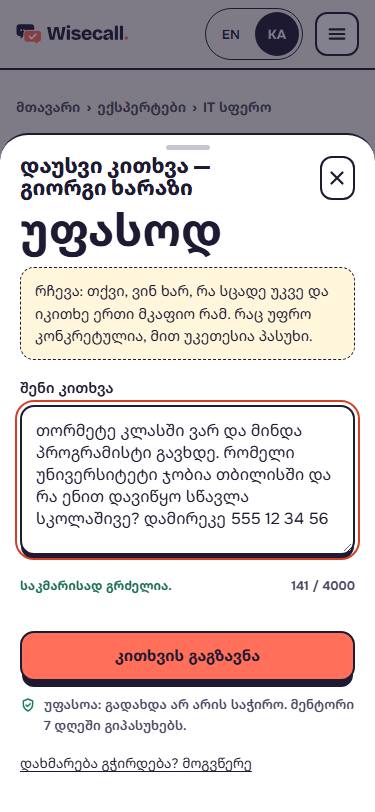 Wisecall.
EN
KA
მთავარი › ექსპერტები › IT სფერო
დაუსვი კითხვა —
გიორგი ხარაზი
უფასოდ
რჩევა: თქვი, ვინ ხარ, რა სცადე უკვე და
იკითხე ერთი მკაფიო რამ. რაც უფრო
კონკრეტულია, მით უკეთესია პასუხი.
შენი კითხვა
თორმეტე კლასში ვარ და მინდა
პროგრამისტი გავხდე. რომელი
უნივერსიტეტი ჯობია თბილისში და
რა ენით დავიწყო სწავლა
სკოლაშივე? დამირეკე 555 12 34 56
საკმარისად გრძელია.
141 / 4000
კითხვის გაგზავნა
უფასოა: გადახდა არ არის საჭირო. მენტორი
7 დღეში გიპასუხებს.
დახმარება გჭირდება? მოგვწერე